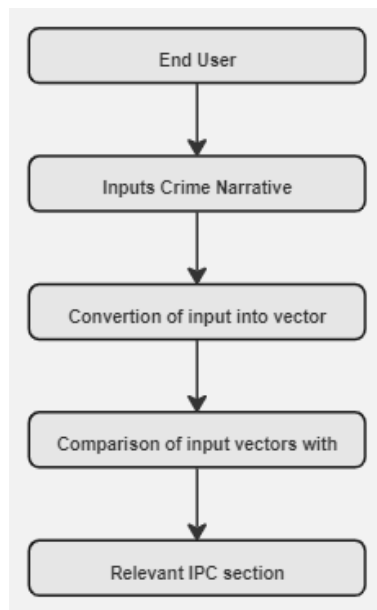 End User
Inputs Crime Narrative
Convertion of input into vector
Comparison of input vectors with
Relevant IPC section